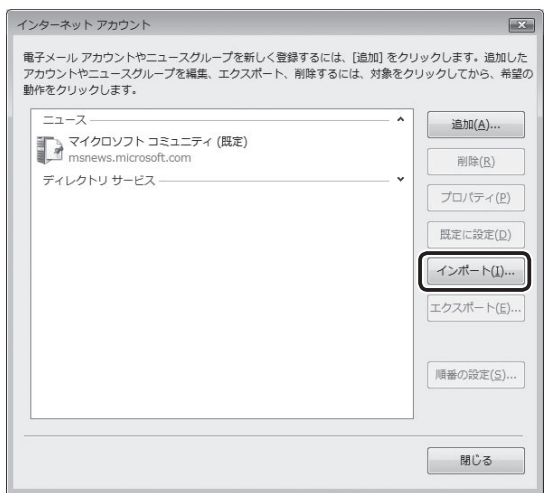 インターネット アカウント
電子メール アカウントやニュースグループを新しく登録するには、[追加] をクリックします。追加した
アカウントやニュースグループを編集、エクスポート、削除するには、対象をクリックしてから、希望の
動作をクリックします。
ニュース
マイクロソフト コミュニティ (既定)
msnews.microsoft.com
ディレクトリ サービス
追加(A)...
削除(R)
プロパティ(P)
既定に設定(D)
インポート(I)...
エクスポート(E)...
順番の設定(S)...
閉じる